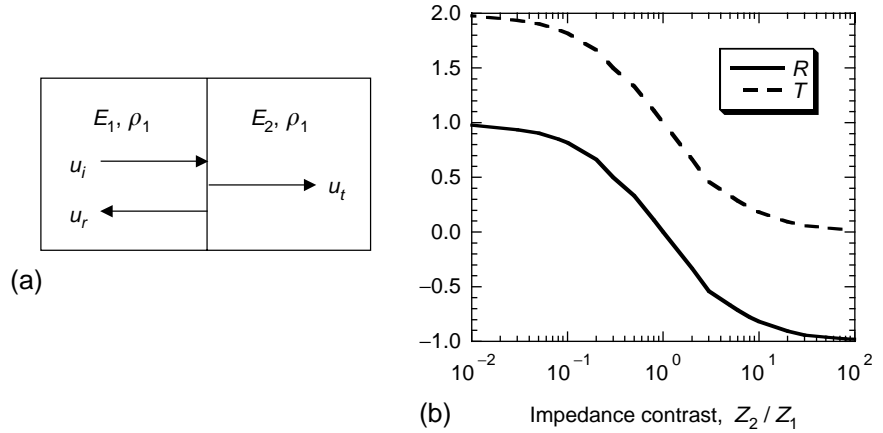 E₁, ρ₁
E₂, ρ₁
uᵢ
uₜ
uᵣ
(a)
2.0
1.5
1.0
0.5
0.0
−0.5
−1.0
R
T
10⁻²
10⁻¹
10⁰
10¹
10²
(b)
Impedance contrast, Z₂ / Z₁